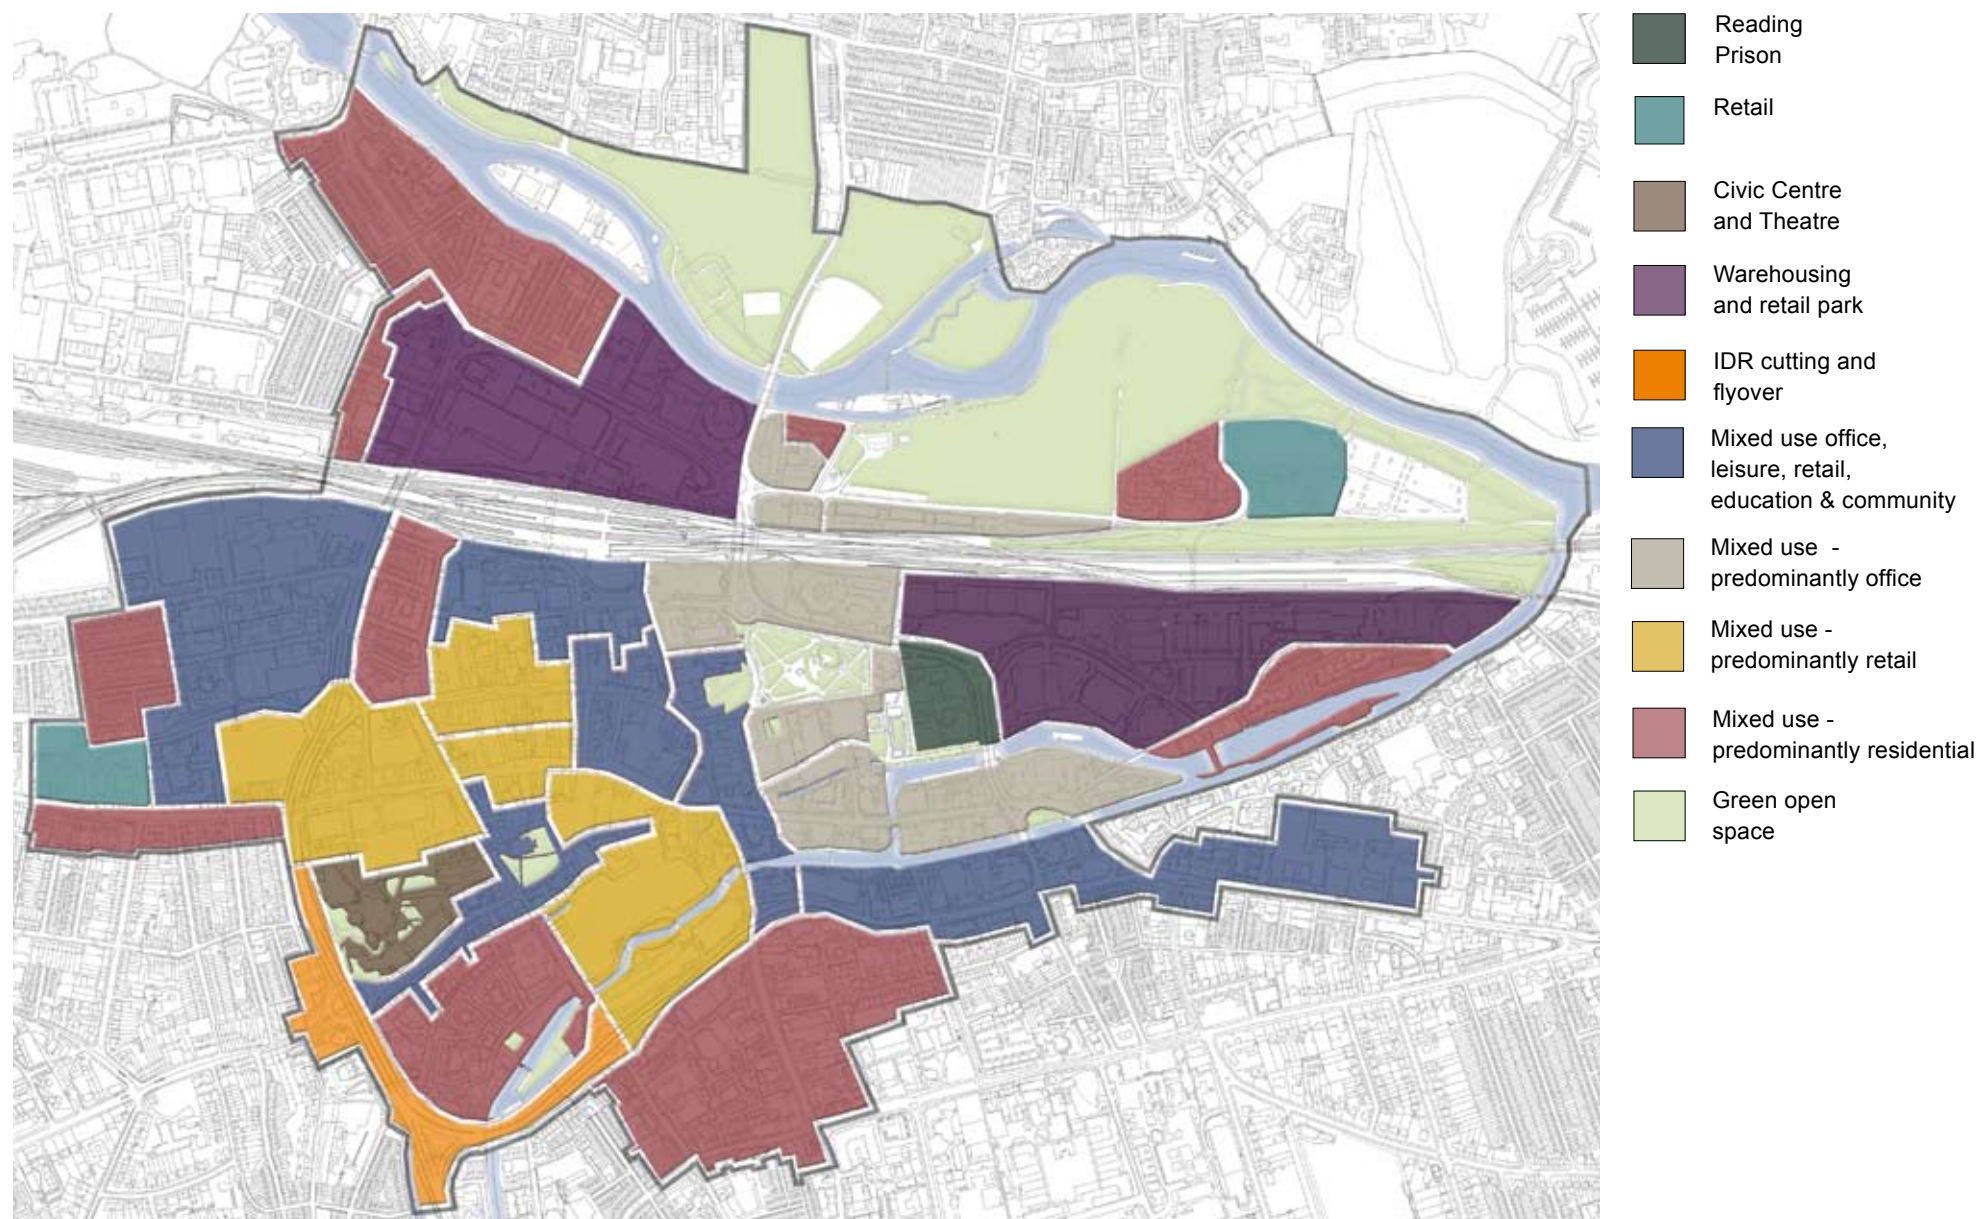 Reading
Prison
Retail
Civic Centre
and Theatre
Warehousing
and retail park
IDR cutting and
flyover
Mixed use office,
leisure, retail,
education & community
Mixed use -
predominantly office
Mixed use -
predominantly retail
Mixed use -
predominantly residential
Green open
space